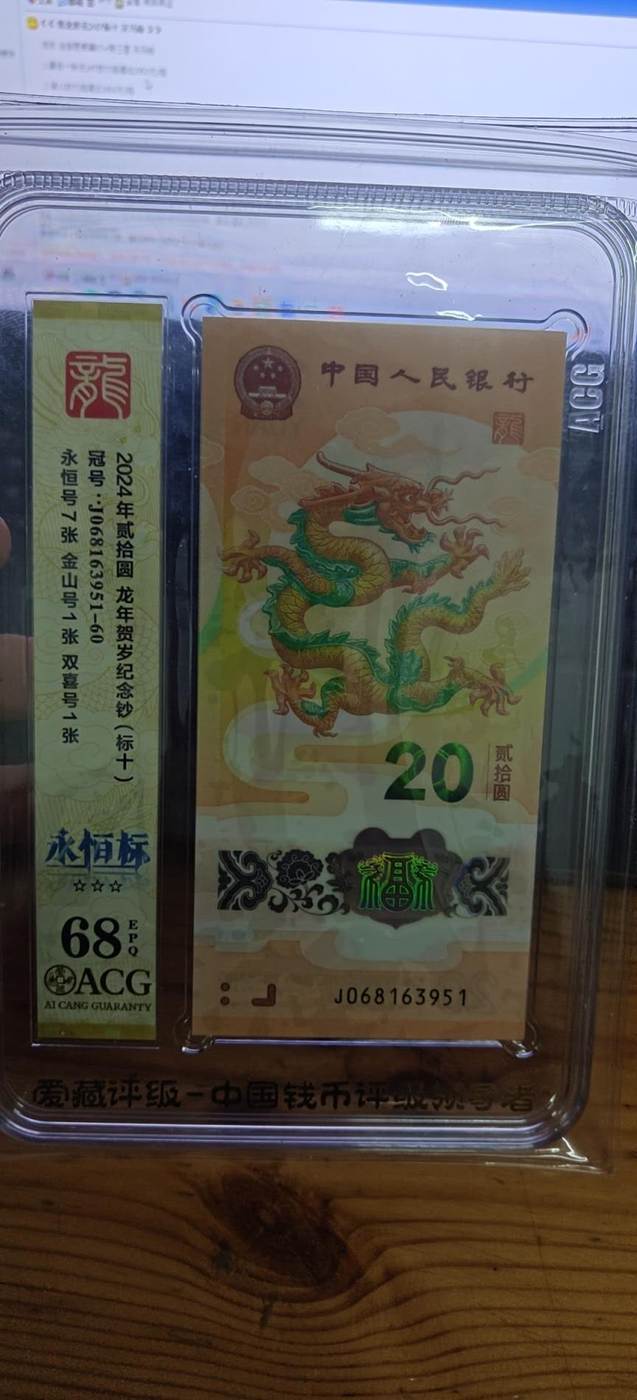 龍
2024年贰拾圆 龙年贺岁纪念钞(标十)
冠号:J068163951-60
永恒号7张 金山号1张 双喜号1张
永恒标
☆☆☆
68 EPQ
ACG
AI CANG GUARANTY
中国人民银行
龍
20
贰拾圆
福
J068163951
ACG
爱藏评级-中国钱币评级领导者